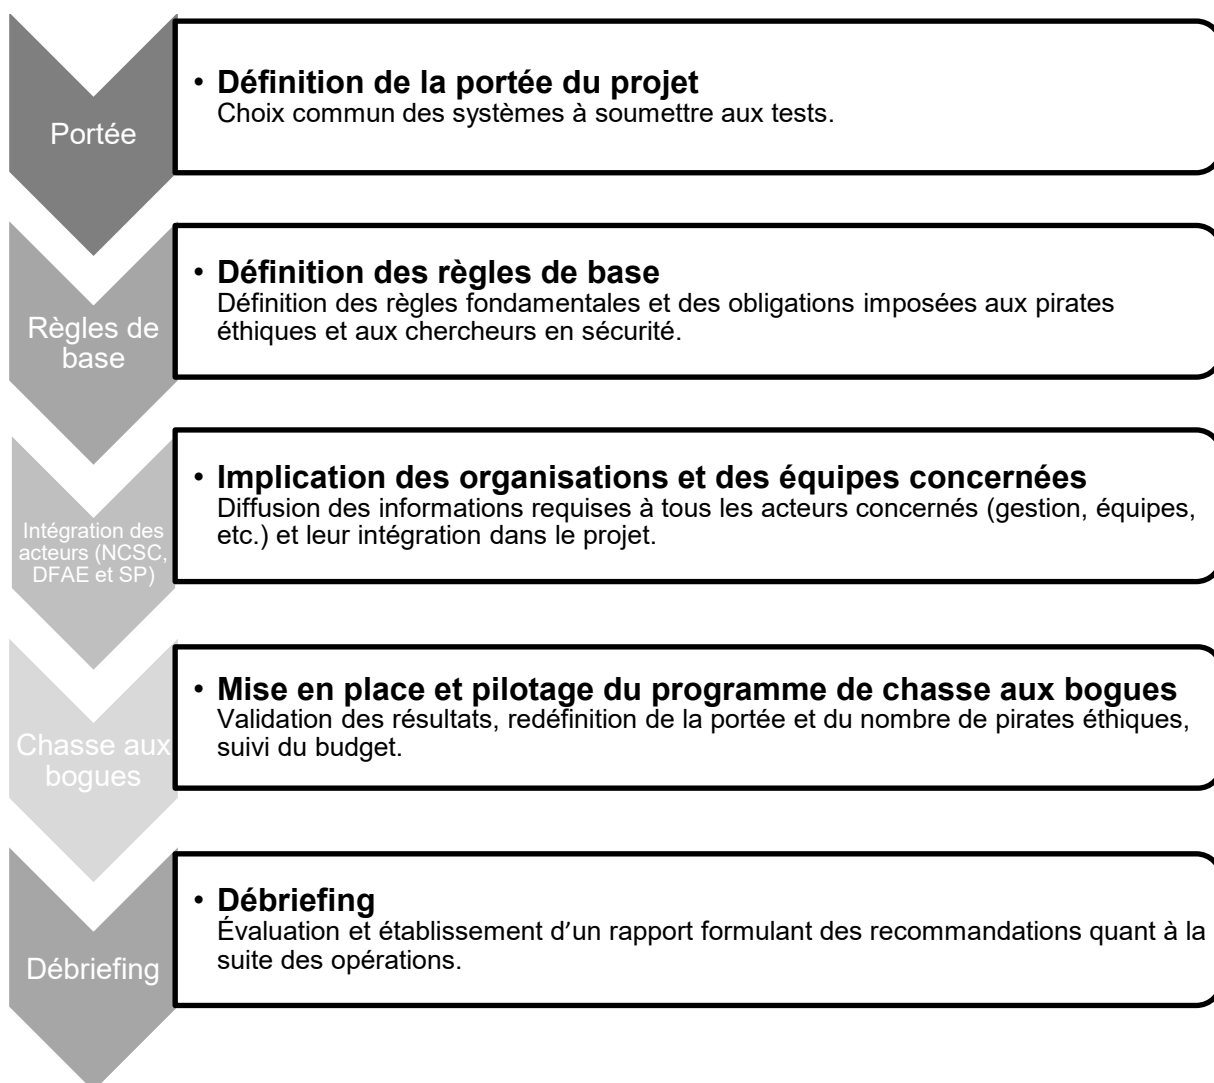 Portée
• Définition de la portée du projet
Choix commun des systèmes à soumettre aux tests.
Règles de
base
• Définition des règles de base
Définition des règles fondamentales et des obligations imposées aux pirates
éthiques et aux chercheurs en sécurité.
Intégration des
acteurs (NCSC,
DFAE et SP)
• Implication des organisations et des équipes concernées
Diffusion des informations requises à tous les acteurs concernés (gestion, équipes,
etc.) et leur intégration dans le projet.
Chasse aux
bogues
• Mise en place et pilotage du programme de chasse aux bogues
Validation des résultats, redéfinition de la portée et du nombre de pirates éthiques,
suivi du budget.
Débriefing
• Débriefing
Évaluation et établissement d’un rapport formulant des recommandations quant à la
suite des opérations.